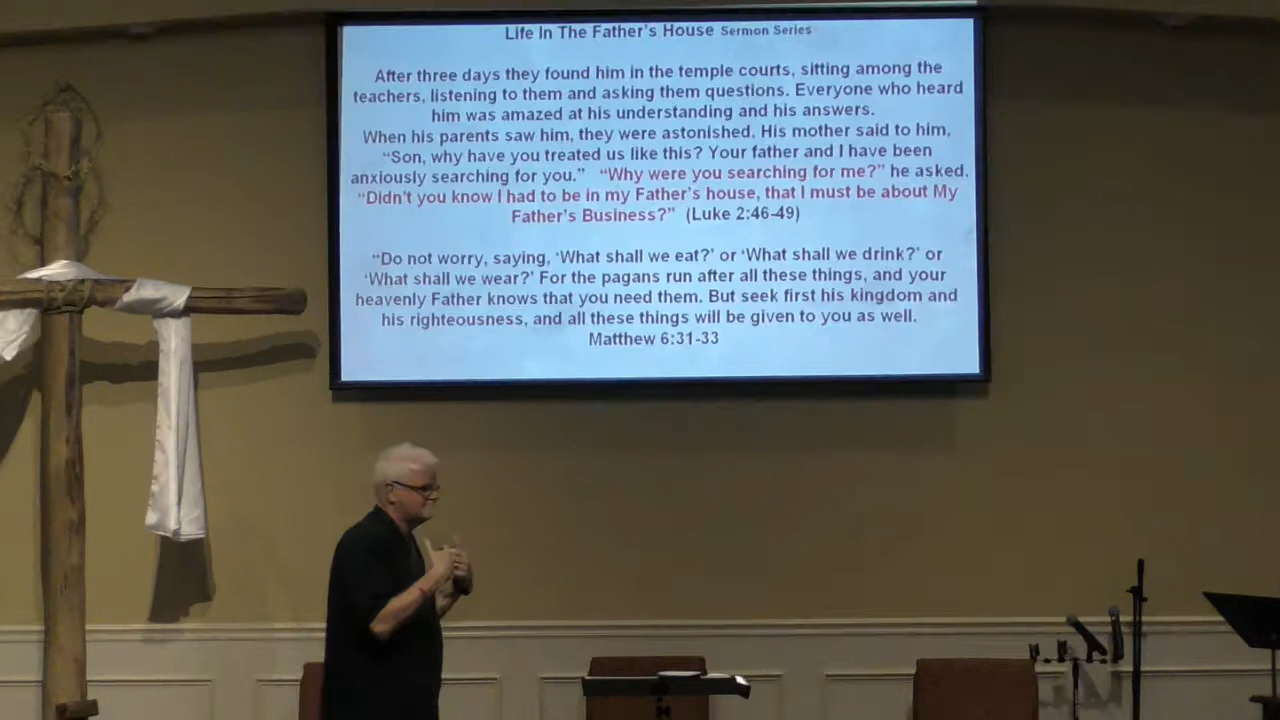 Life In The Father's House Sermon Series
After three days they found him in the temple courts, sitting among the
teachers, listening to them and asking them questions. Everyone who heard
him was amazed at his understanding and his answers.
When his parents saw him, they were astonished. His mother said to him,
“Son, why have you treated us like this? Your father and I have been
anxiously searching for you.” “Why were you searching for me?” he asked.
“Didn't you know I had to be in my Father's house, that I must be about My
Father's Business?” (Luke 2:46-49)
“Do not worry, saying, ‘What shall we eat?’ or ‘What shall we drink?’ or
‘What shall we wear?’ For the pagans run after all these things, and your
heavenly Father knows that you need them. But seek first his kingdom and
his righteousness, and all these things will be given to you as well.
Matthew 6:31-33